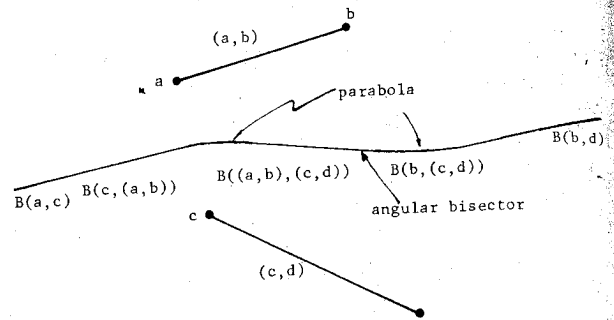 b
(a,b)
a
parabola
B(b,d)
B((a,b),(c,d))
B(b,(c,d))
B(a,c)
B(c,(a,b))
angular bisector
c
(c,d)